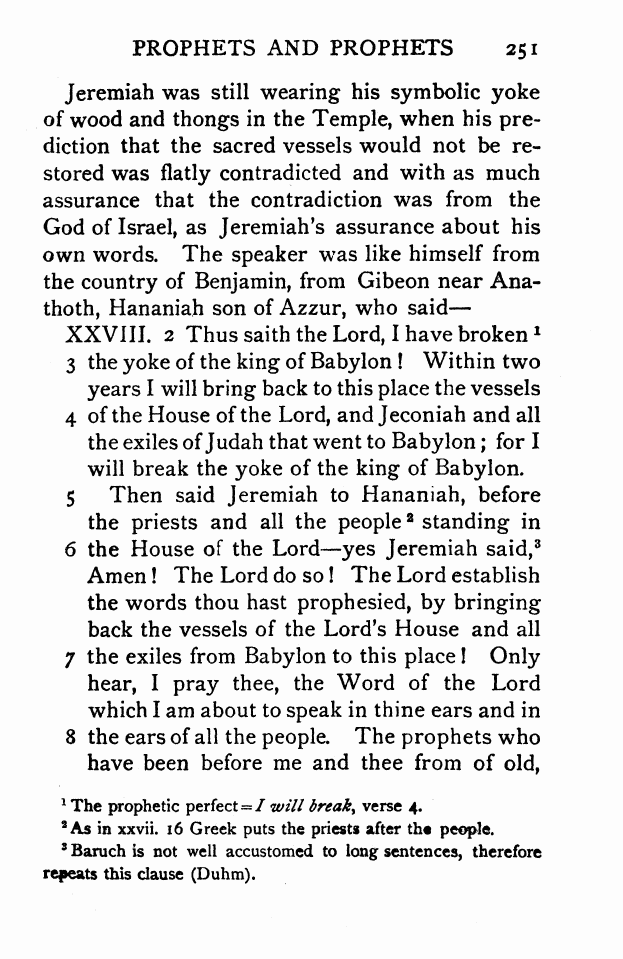 PROPHETS AND PROPHETS 251
Jeremiah was still wearing his symbolic yoke
of wood and thongs in the Temple, when his pre-
diction that the sacred vessels would not be re-
stored was flatly contradicted and with as much
assurance that the contradiction was from the
God of Israel, as Jeremiah's assurance about his
own words. The speaker was like himself from
the country of Benjamin, from Gibeon near Ana-
thoth, Hananiah son of Azzur, who said—
XXVIII. 2 Thus saith the Lord, I have broken ¹
3 the yoke of the king of Babylon! Within two
years I will bring back to this place the vessels
4 of the House of the Lord, and Jeconiah and all
the exiles of Judah that went to Babylon; for I
will break the yoke of the king of Babylon.
5 Then said Jeremiah to Hananiah, before
the priests and all the people ² standing in
6 the House of the Lord—yes Jeremiah said,³
Amen! The Lord do so! The Lord establish
the words thou hast prophesied, by bringing
back the vessels of the Lord's House and all
7 the exiles from Babylon to this place! Only
hear, I pray thee, the Word of the Lord
which I am about to speak in thine ears and in
8 the ears of all the people. The prophets who
have been before me and thee from of old,
¹ The prophetic perfect = I will break, verse 4.
² As in xxvii. 16 Greek puts the priests after the people.
³ Baruch is not well accustomed to long sentences, therefore
repeats this clause (Duhm).